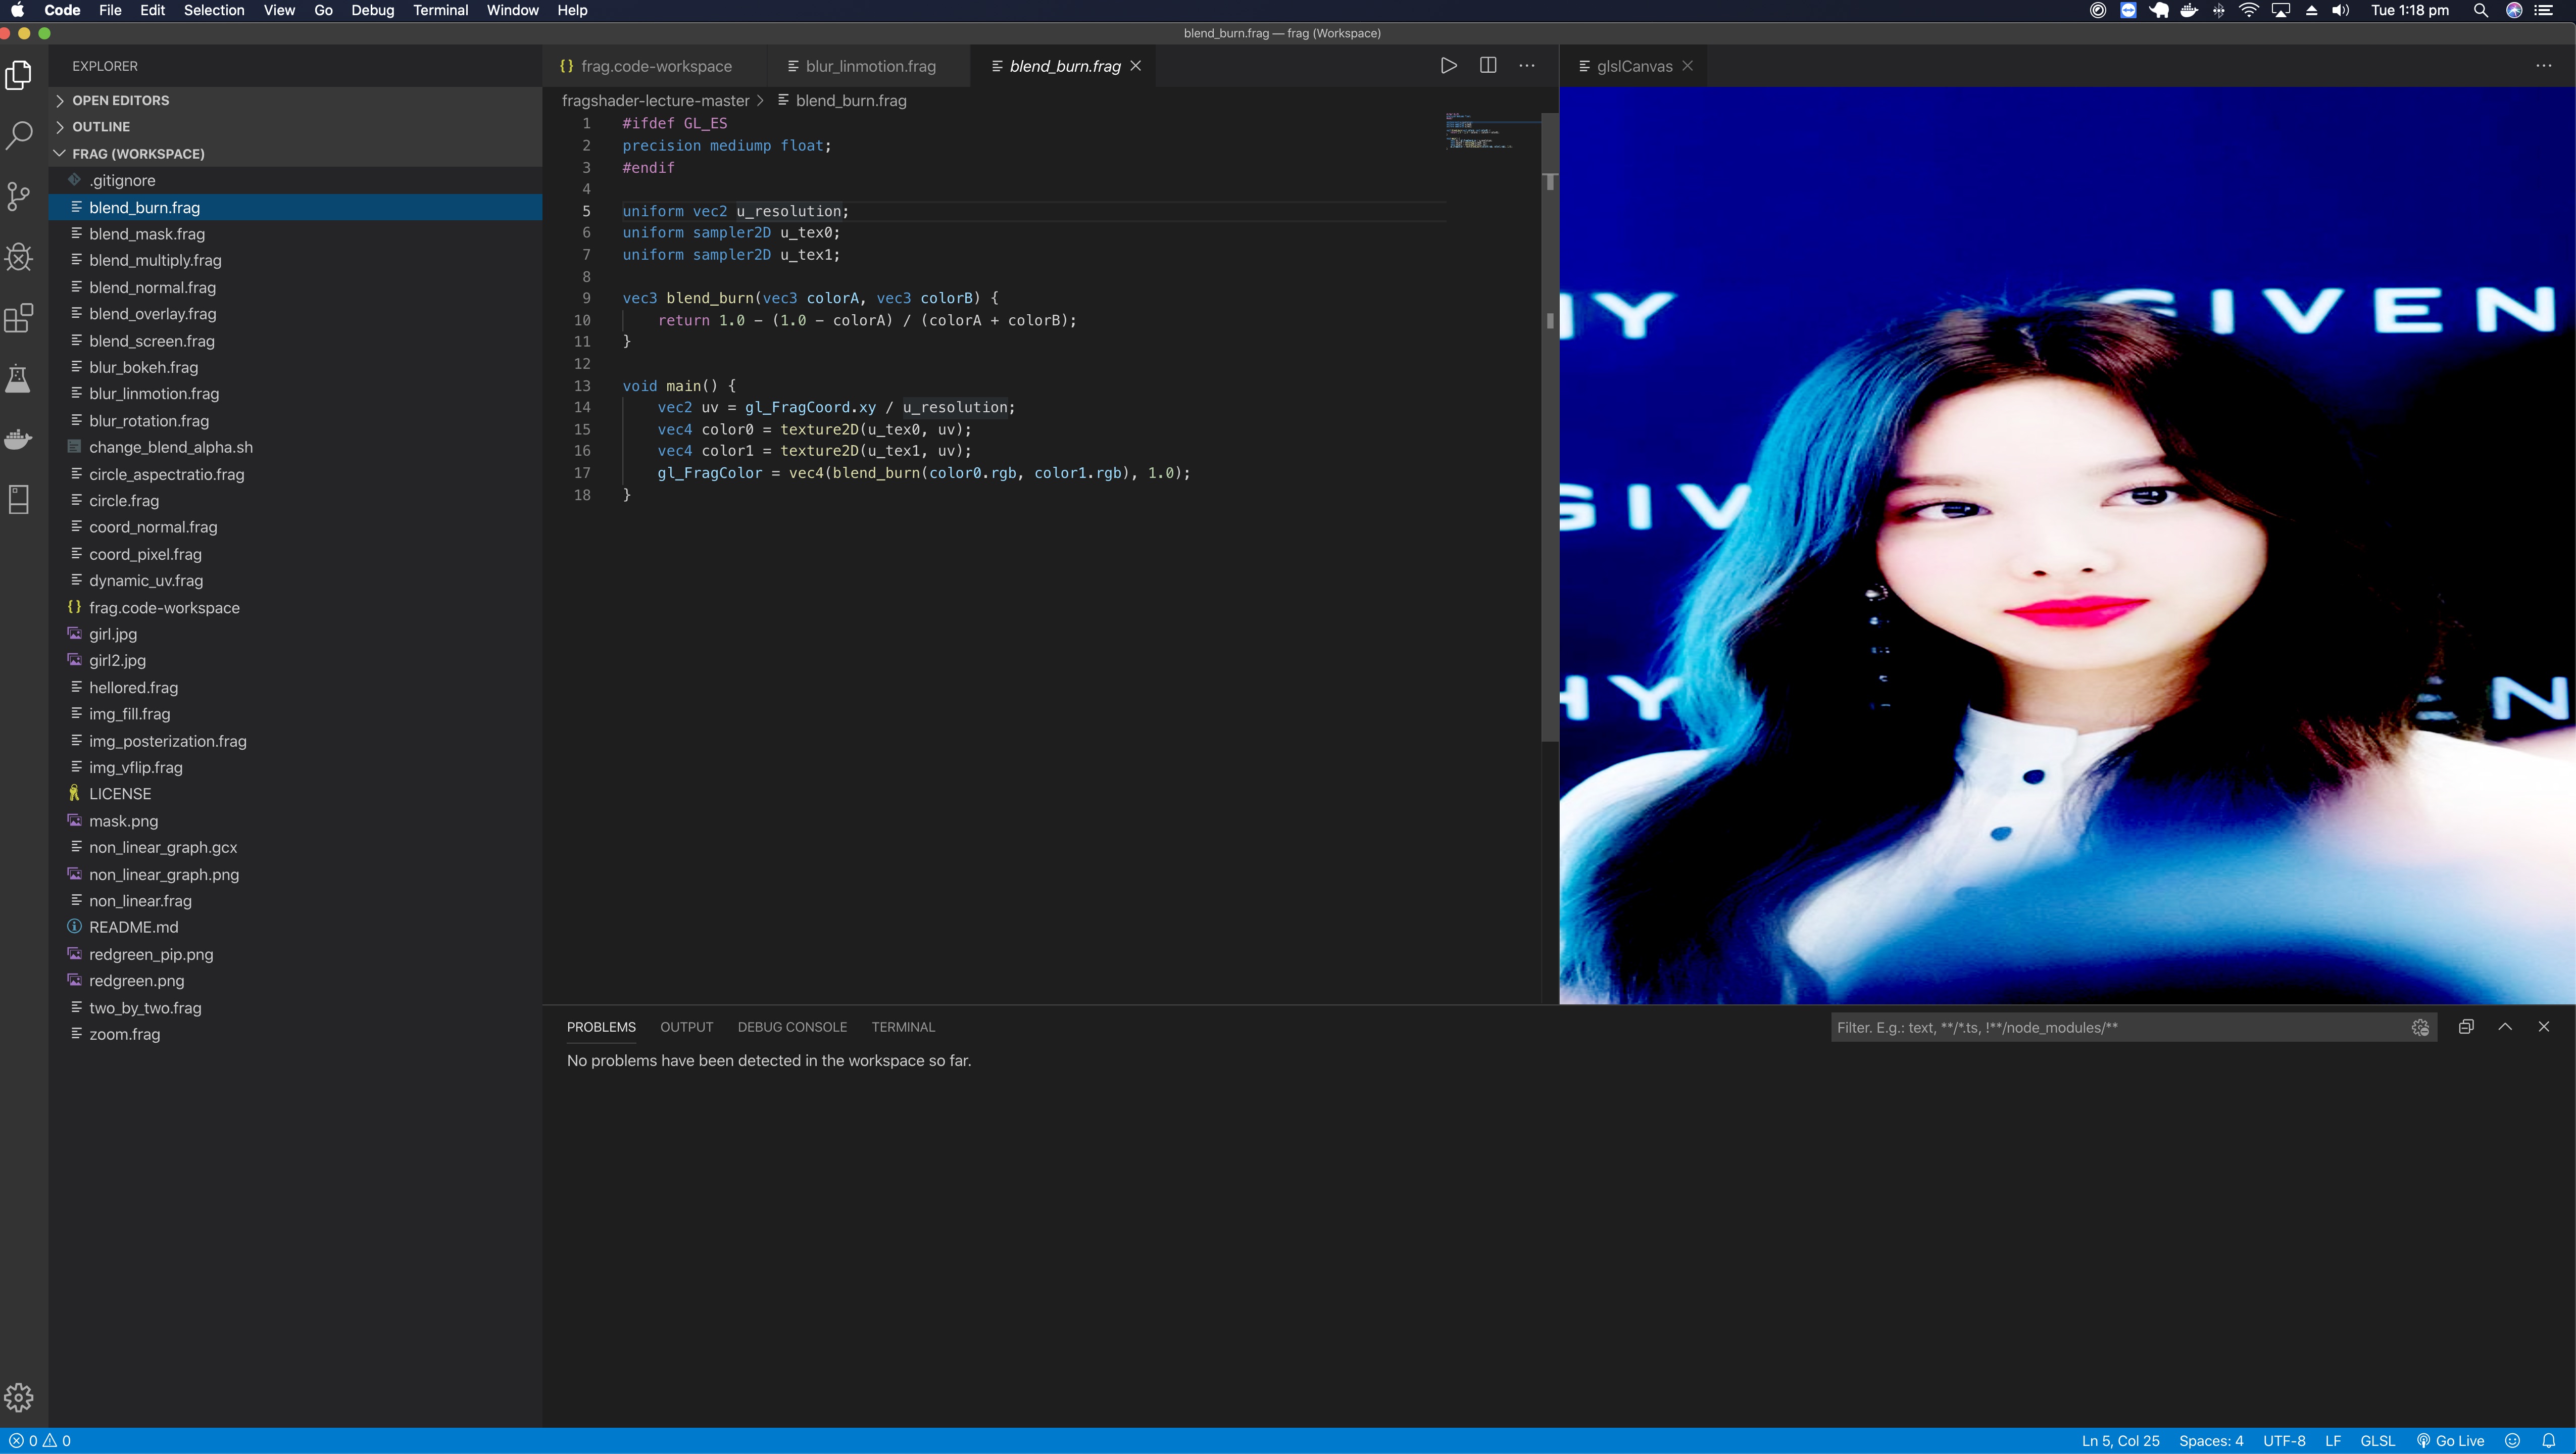 Code File Edit Selection View Go Debug Terminal Window Help
Tue 1:18 pm
blend_burn.frag — frag (Workspace)
EXPLORER
OPEN EDITORS
OUTLINE
FRAG (WORKSPACE)
.gitignore
blend_burn.frag
blend_mask.frag
blend_multiply.frag
blend_normal.frag
blend_overlay.frag
blend_screen.frag
blur_bokeh.frag
blur_linmotion.frag
blur_rotation.frag
change_blend_alpha.sh
circle_aspectratio.frag
circle.frag
coord_normal.frag
coord_pixel.frag
dynamic_uv.frag
frag.code-workspace
girl.jpg
girl2.jpg
hellored.frag
img_fill.frag
img_posterization.frag
img_vflip.frag
LICENSE
mask.png
non_linear_graph.gcx
non_linear_graph.png
non_linear.frag
README.md
redgreen_pip.png
redgreen.png
two_by_two.frag
zoom.frag
{} frag.code-workspace blur_linmotion.frag blend_burn.frag
fragshader-lecture-master > blend_burn.frag
1 #ifdef GL_ES
2 precision mediump float;
3 #endif
4
5 uniform vec2 u_resolution;
6 uniform sampler2D u_tex0;
7 uniform sampler2D u_tex1;
8
9 vec3 blend_burn(vec3 colorA, vec3 colorB) {
10 return 1.0 - (1.0 - colorA) / (colorA + colorB);
11 }
12
13 void main() {
14 vec2 uv = gl_FragCoord.xy / u_resolution;
15 vec4 color0 = texture2D(u_tex0, uv);
16 vec4 color1 = texture2D(u_tex1, uv);
17 gl_FragColor = vec4(blend_burn(color0.rgb, color1.rgb), 1.0);
18 }
glslCanvas
HY GIVEN
GIV
HY EN
PROBLEMS OUTPUT DEBUG CONSOLE TERMINAL
Filter. E.g.: text, **/*.ts, !**/node_modules/**
No problems have been detected in the workspace so far.
0 0
Ln 5, Col 25 Spaces: 4 UTF-8 LF GLSL Go Live